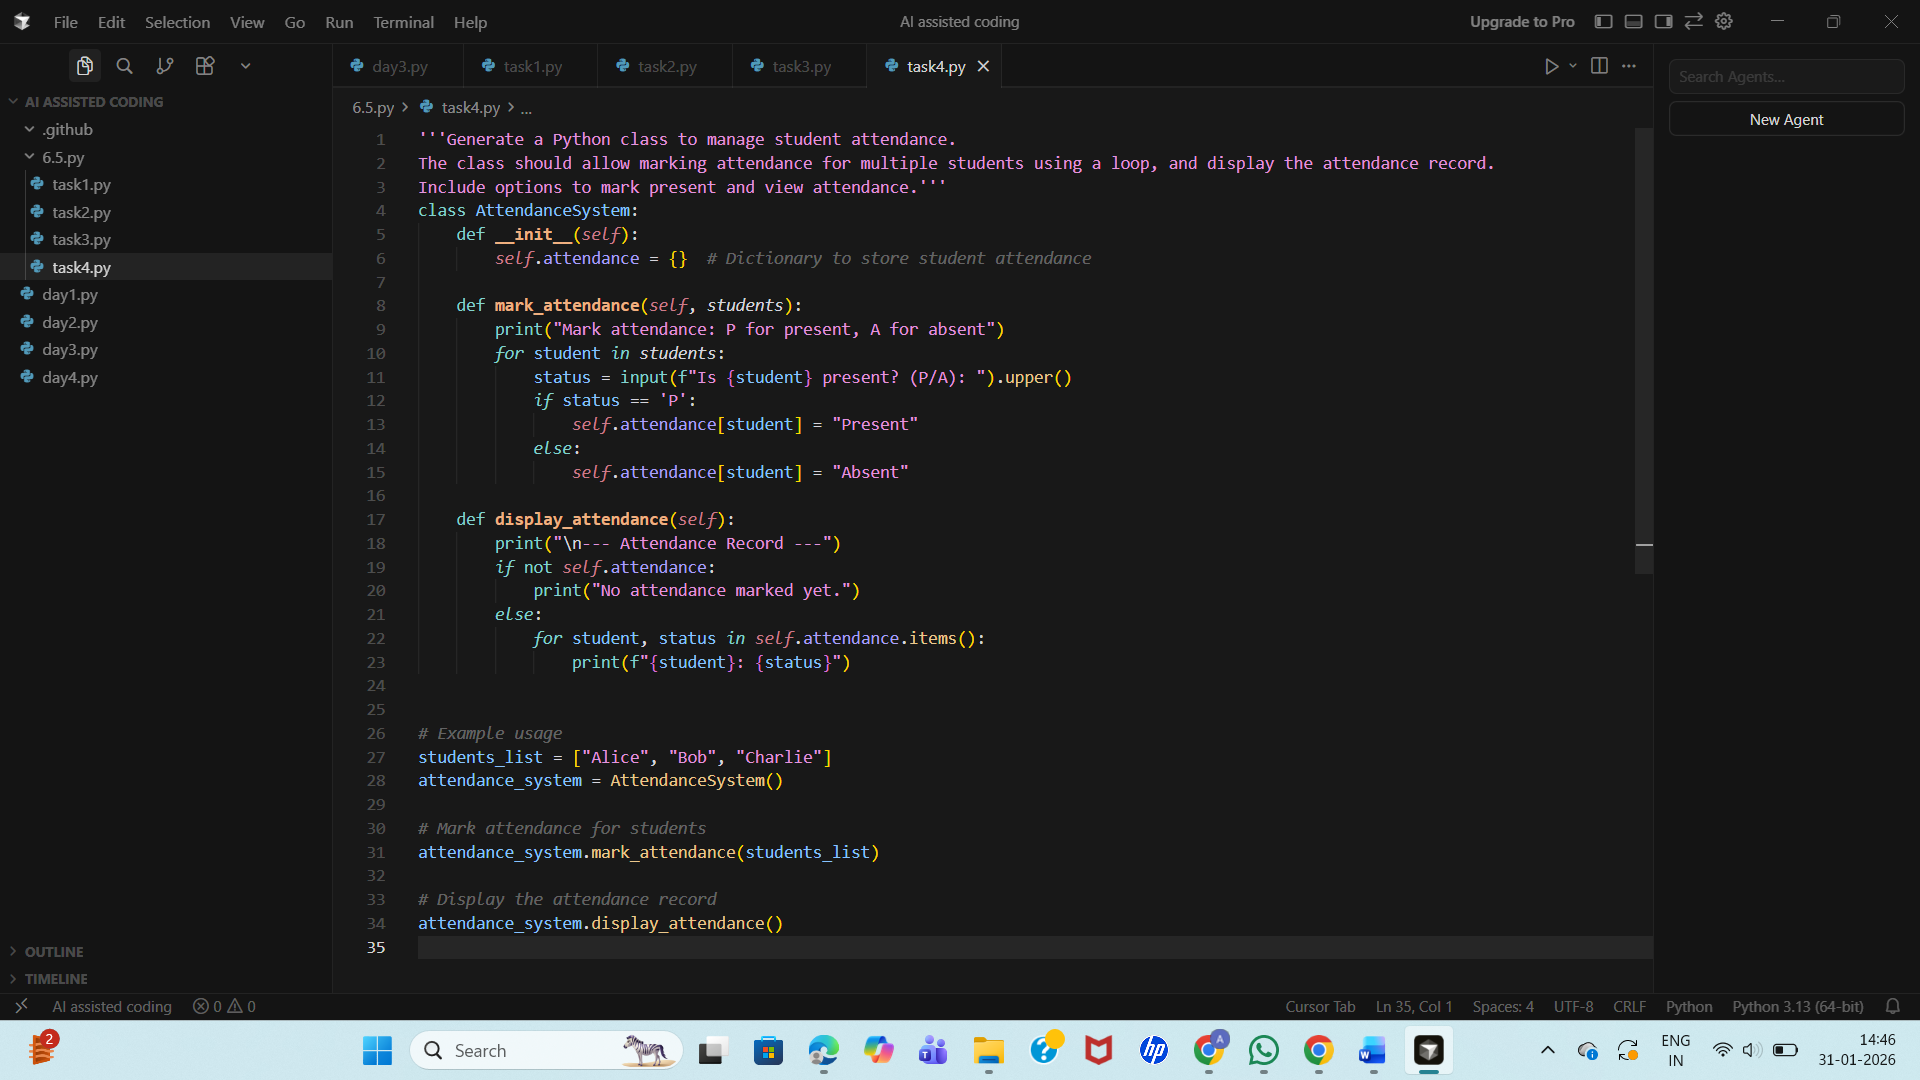 File Edit Selection View Go Run Terminal Help
AI assisted coding
Upgrade to Pro
AI ASSISTED CODING
.github
6.5.py
task1.py
task2.py
task3.py
task4.py
day1.py
day2.py
day3.py
day4.py
OUTLINE
TIMELINE
day3.py task1.py task2.py task3.py task4.py
6.5.py > task4.py > ...
1 '''Generate a Python class to manage student attendance.
2 The class should allow marking attendance for multiple students using a loop, and display the attendance record.
3 Include options to mark present and view attendance.'''
4 class AttendanceSystem:
5     def __init__(self):
6         self.attendance = {}  # Dictionary to store student attendance
7
8     def mark_attendance(self, students):
9         print("Mark attendance: P for present, A for absent")
10         for student in students:
11             status = input(f"Is {student} present? (P/A): ").upper()
12             if status == 'P':
13                 self.attendance[student] = "Present"
14             else:
15                 self.attendance[student] = "Absent"
16
17     def display_attendance(self):
18         print("\n--- Attendance Record ---")
19         if not self.attendance:
20             print("No attendance marked yet.")
21         else:
22             for student, status in self.attendance.items():
23                 print(f"{student}: {status}")
24
25
26 # Example usage
27 students_list = ["Alice", "Bob", "Charlie"]
28 attendance_system = AttendanceSystem()
29
30 # Mark attendance for students
31 attendance_system.mark_attendance(students_list)
32
33 # Display the attendance record
34 attendance_system.display_attendance()
35
Search Agents...
New Agent
AI assisted coding 0 0
Cursor Tab Ln 35, Col 1 Spaces: 4 UTF-8 CRLF Python Python 3.13 (64-bit)
2
Search
T
?
hp
A
W
ENG
IN
14:46
31-01-2026